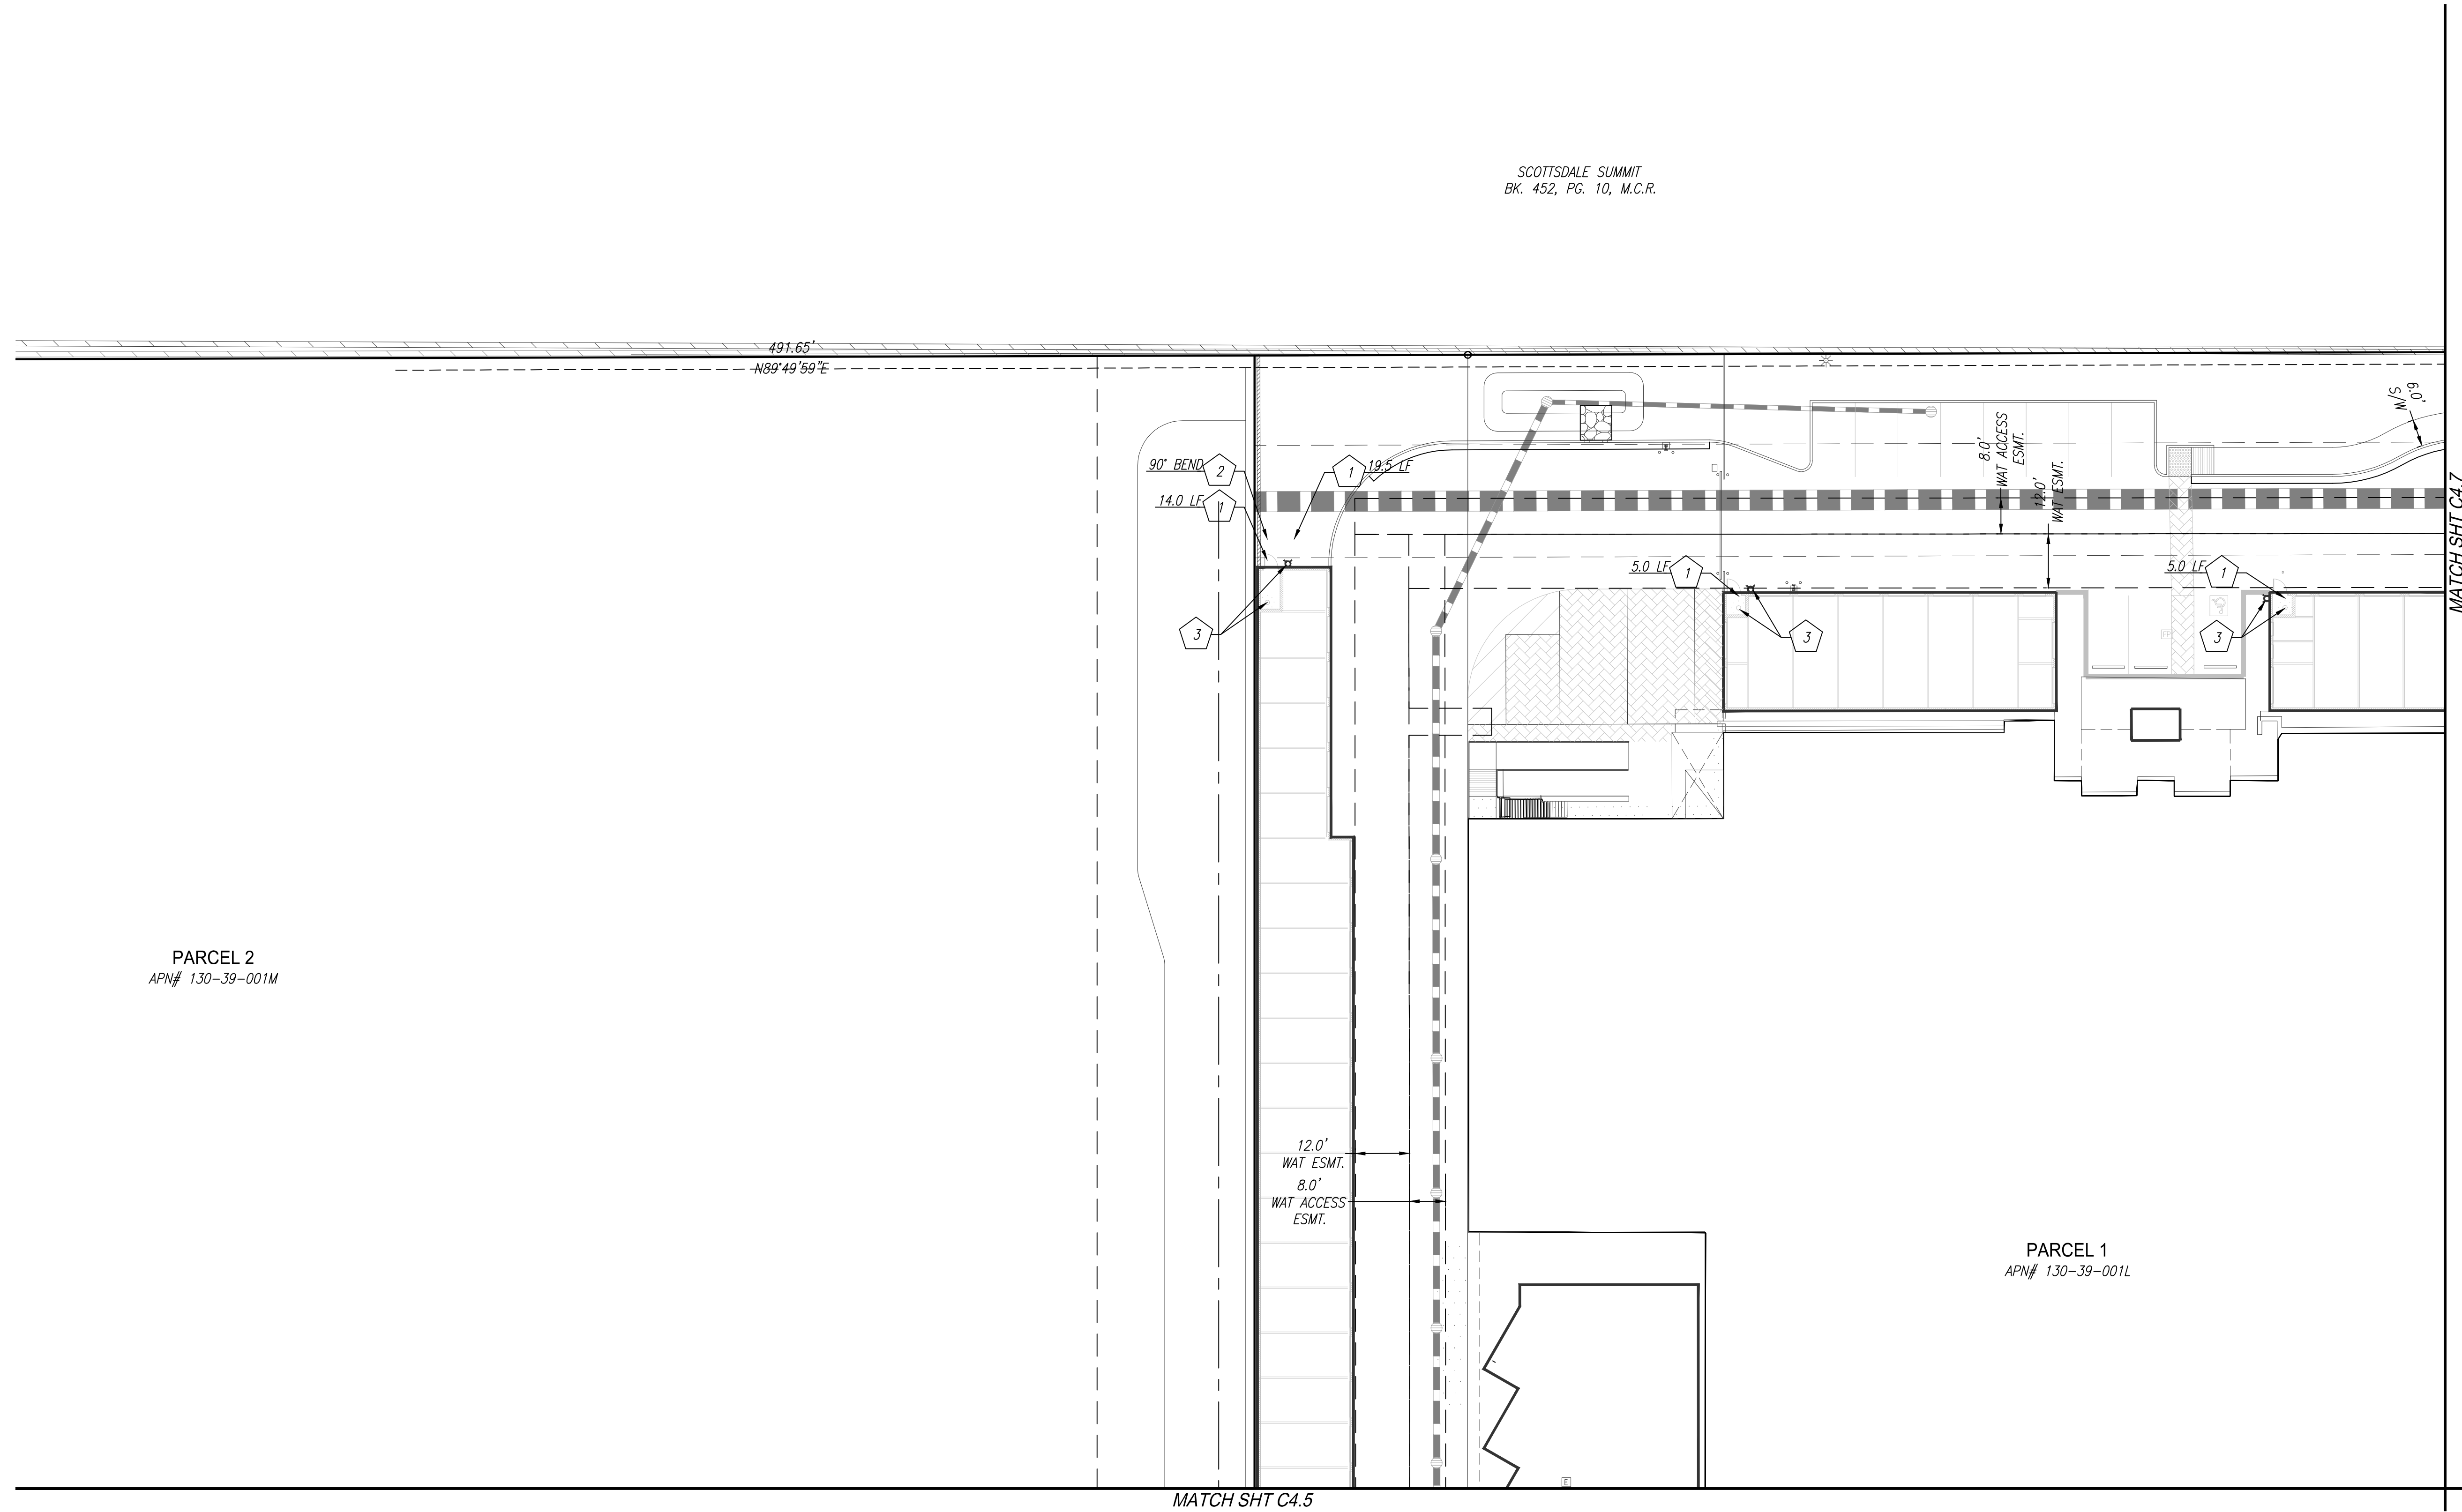 SCOTTSDALE SUMMIT
BK. 452, PG. 10, M.C.R.
491.65'
N89°49'59"E
6.0'
S/W
8.0'
WAT ACCESS
ESMT.
12.0'
WAT ESMT.
90° BEND
2
1
19.5 LF
14.0 LF
1
3
5.0 LF
1
3
5.0 LF
1
3
MATCH SHT C4.7
PARCEL 2
APN# 130-39-001M
12.0'
WAT ESMT.
8.0'
WAT ACCESS
ESMT.
PARCEL 1
APN# 130-39-001L
E
MATCH SHT C4.5